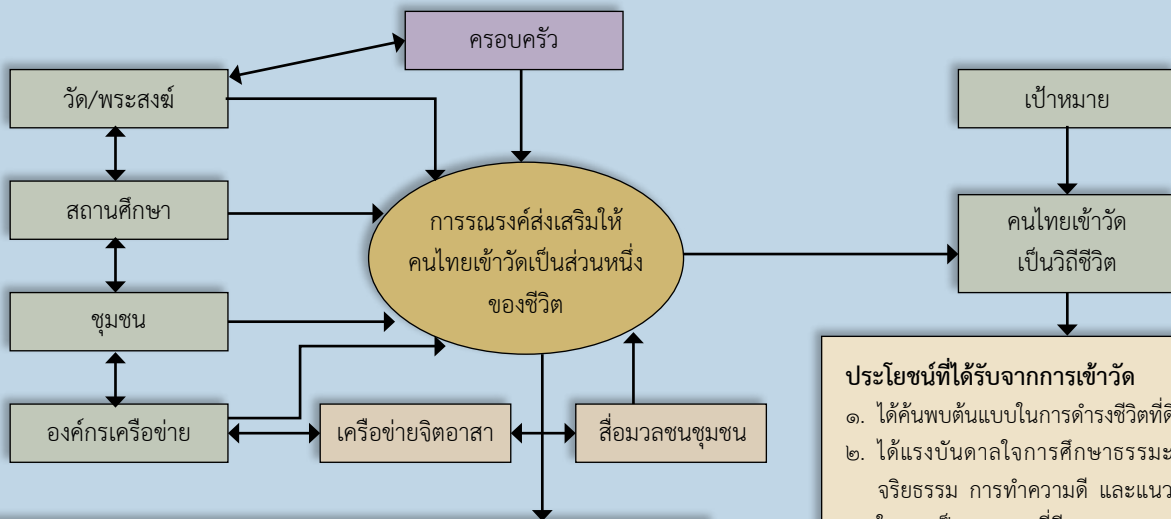 ครอบครัว
วัด/พระสงฆ์
เป้าหมาย
สถานศึกษา
การรณรงค์ส่งเสริมให้
คนไทยเข้าวัดเป็นส่วนหนึ่ง
ของชีวิต
คนไทยเข้าวัด
เป็นวิถีชีวิต
ชุมชน
องค์กรเครือข่าย
เครือข่ายจิตอาสา
สื่อมวลชนชุมชน
ประโยชน์ที่ได้รับจากการเข้าวัด
๑. ได้ค้นพบต้นแบบในการดำรงชีวิตที่ดี
๒. ได้แรงบันดาลใจการศึกษาธรรมะ
จริยธรรม การทำความดี และแนว